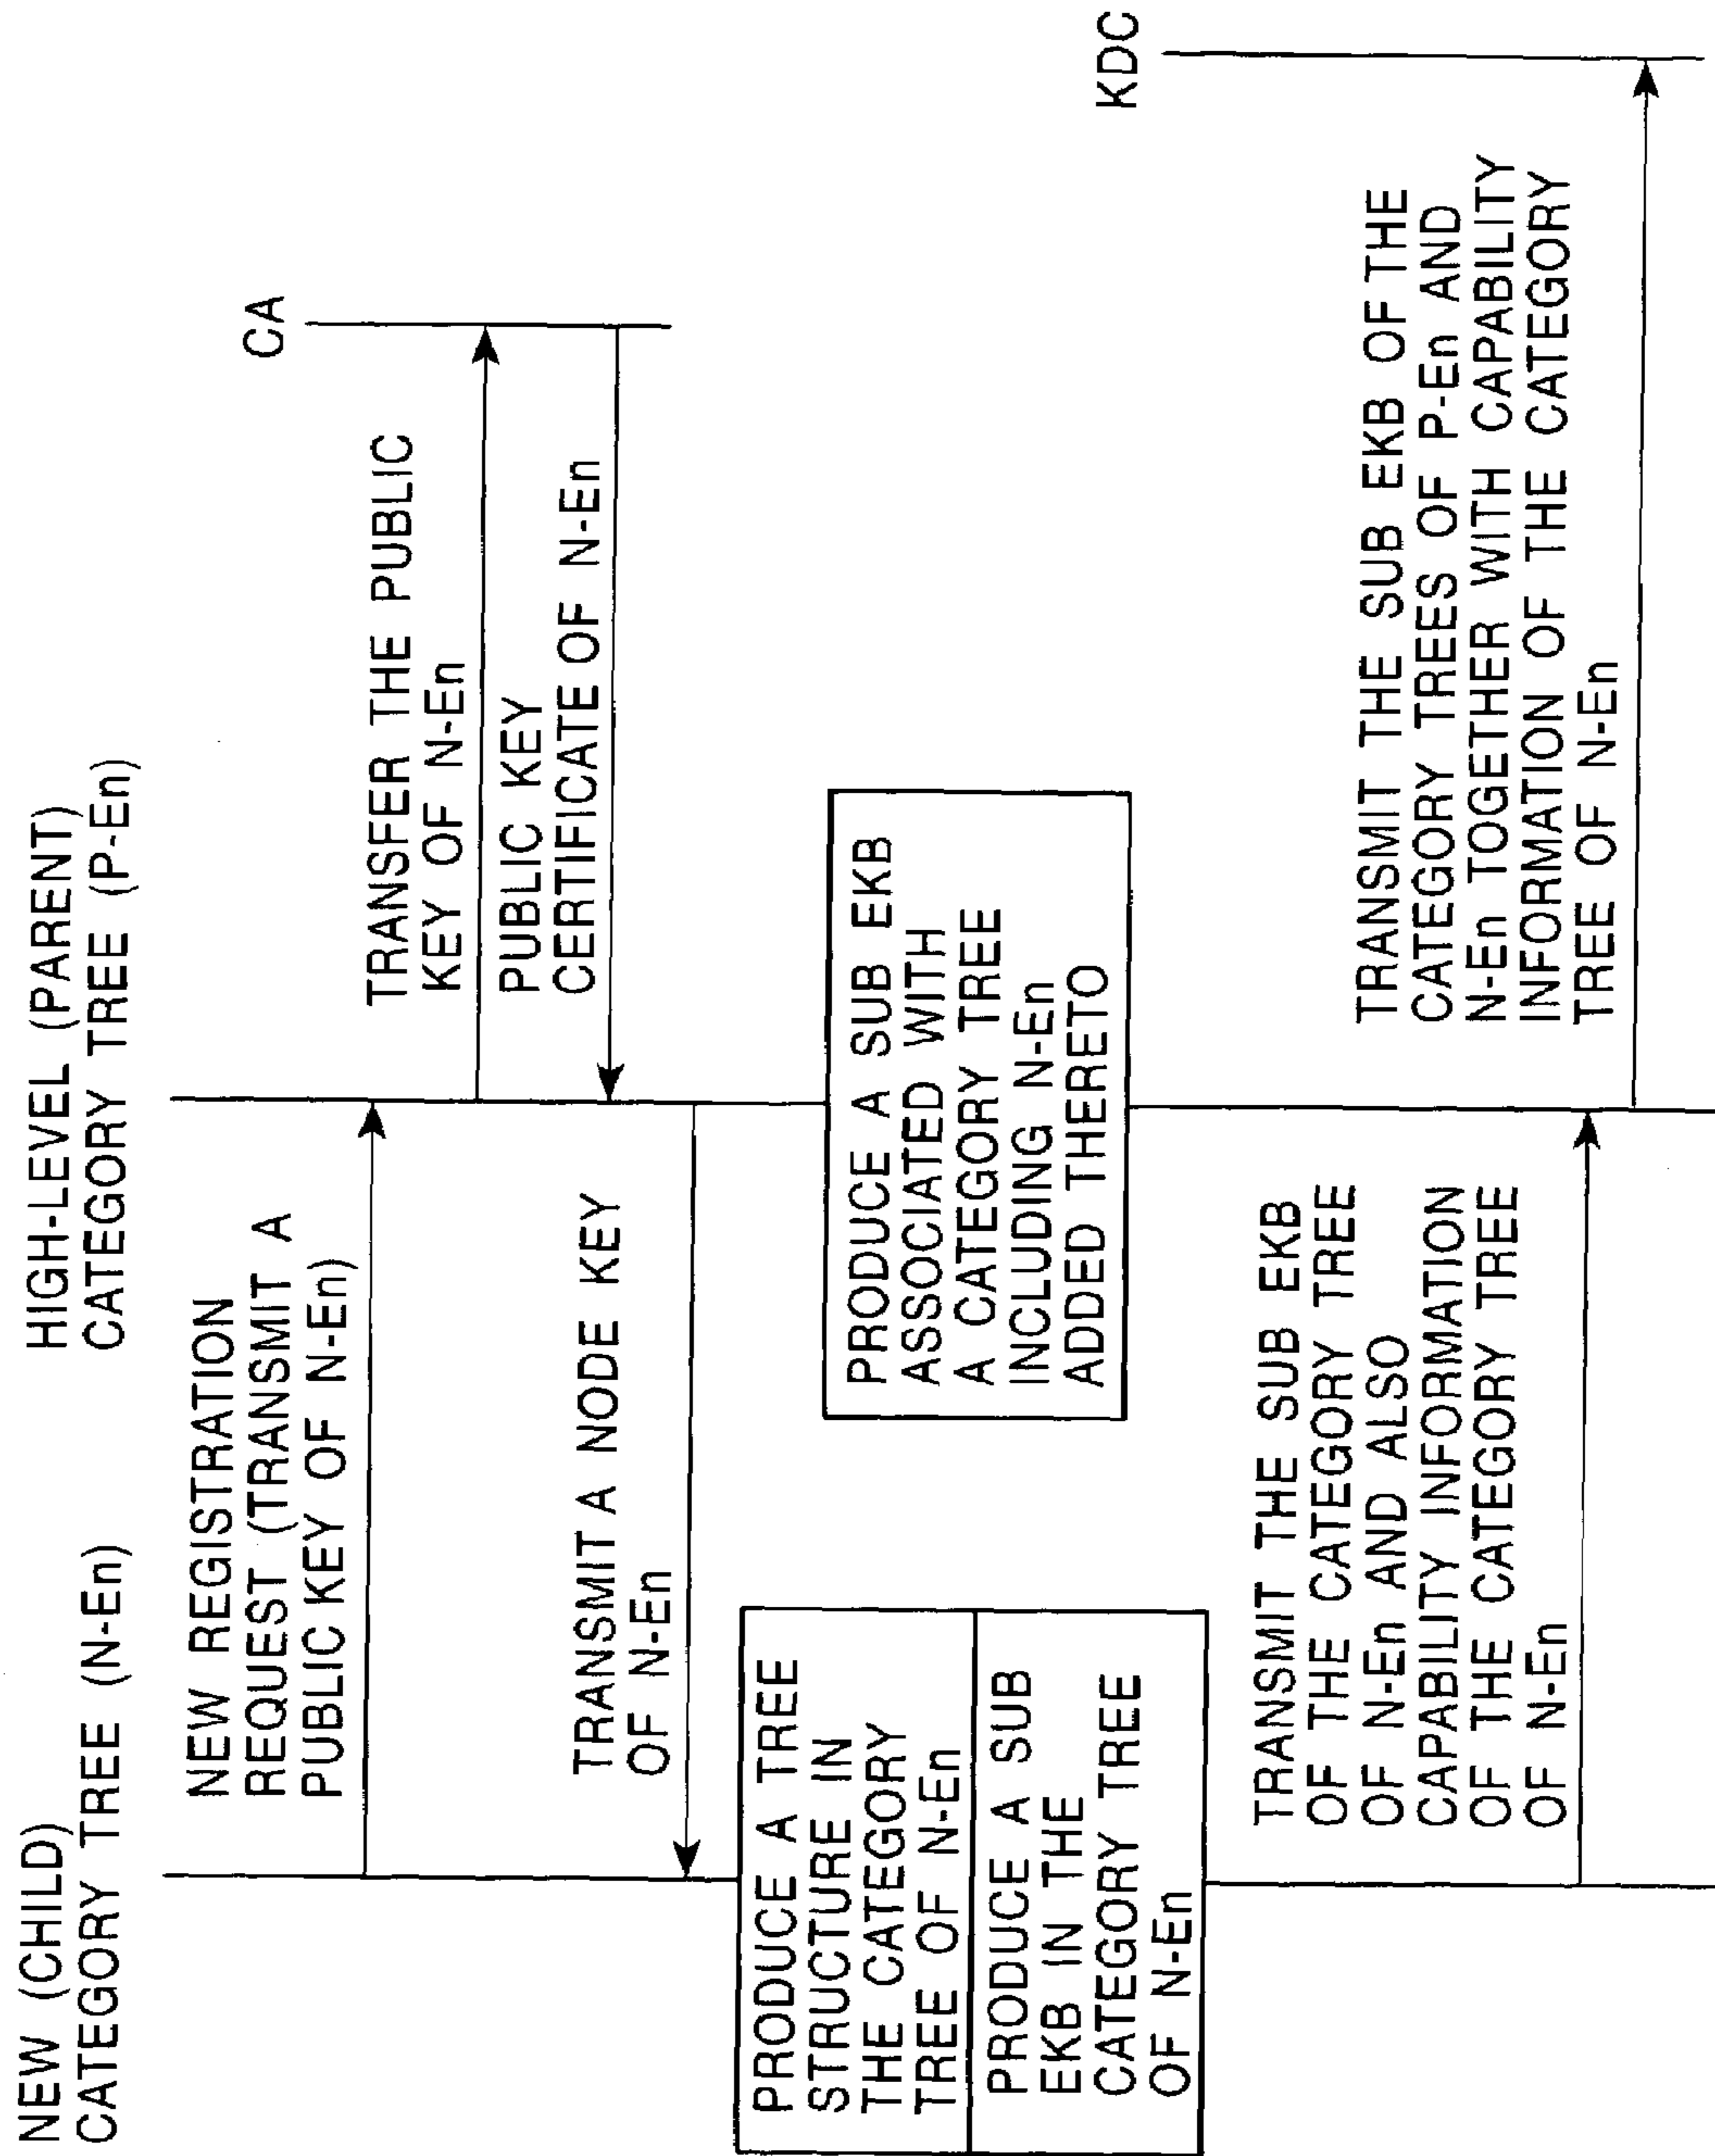 NEW (CHILD)
CATEGORY TREE (N-En)
HIGH-LEVEL (PARENT)
CATEGORY TREE (P-En)
NEW REGISTRATION
REQUEST (TRANSMIT A
PUBLIC KEY OF N-En)
CA
TRANSFER THE PUBLIC
KEY OF N-En
PUBLIC KEY
CERTIFICATE OF N-En
TRANSMIT A NODE KEY
OF N-En
PRODUCE A TREE
STRUCTURE IN
THE CATEGORY
TREE OF N-En
PRODUCE A SUB
EKB IN THE
CATEGORY TREE
OF N-En
PRODUCE A SUB EKB
ASSOCIATED WITH
A CATEGORY TREE
INCLUDING N-En
ADDED THERETO
KDC
TRANSMIT THE SUB EKB
OF THE CATEGORY TREE
OF N-En AND ALSO
CAPABILITY INFORMATION
OF THE CATEGORY TREE
OF N-En
TRANSMIT THE SUB EKB OF THE
CATEGORY TREES OF P-En AND
N-En TOGETHER WITH CAPABILITY
INFORMATION OF THE CATEGORY
TREE OF N-En